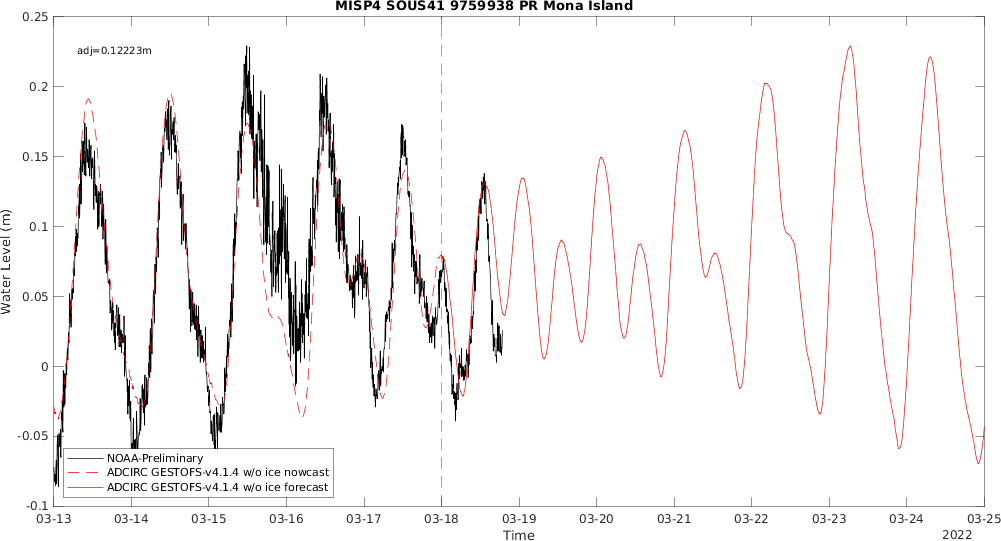 MISP4 SOUS41 9759938 PR Mona Island
0.25
adj=0.12223m
0.2
0.15
0.1
0.05
0
-0.05
-0.1
Water Level (m)
NOAA-Preliminary
ADCIRC GESTOFS-v4.1.4 w/o ice nowcast
ADCIRC GESTOFS-v4.1.4 w/o ice forecast
03-13 03-14 03-15 03-16 03-17 03-18 03-19 03-20 03-21 03-22 03-23 03-24 03-25
Time
2022